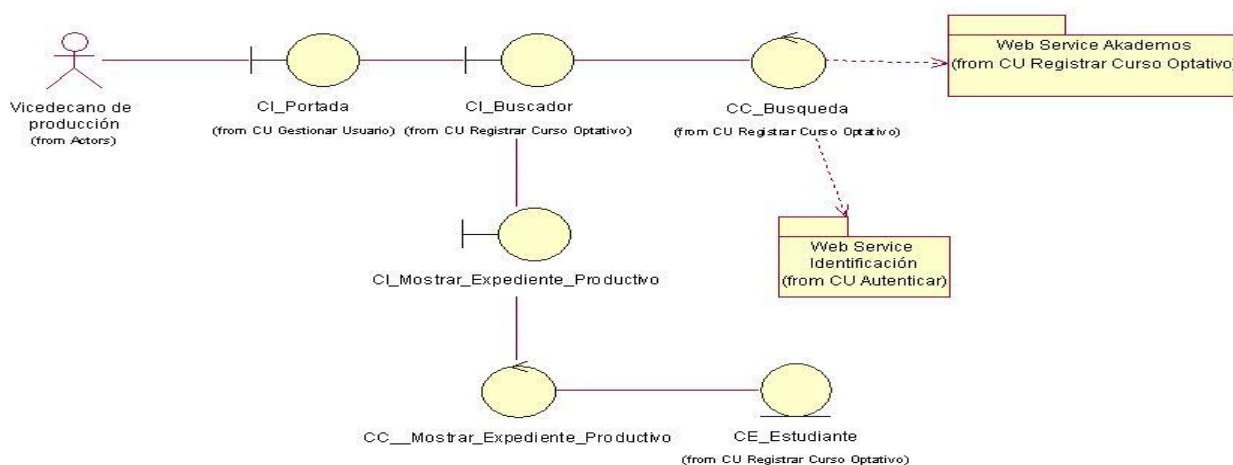 Web Service Akademos
(from CU Registrar Curso Optativo)
Vicedecano de
producción
(from Actors)
CI_Portada
(from CU Gestionar Usuario)
CI_Buscador
(from CU Registrar Curso Optativo)
CC_Busqueda
(from CU Registrar Curso Optativo)
Web Service
Identificación
(from CU Autenticar)
CI_Mostrar_Expediente_Productivo
CC__Mostrar_Expediente_Productivo
CE_Estudiante
(from CU Registrar Curso Optativo)